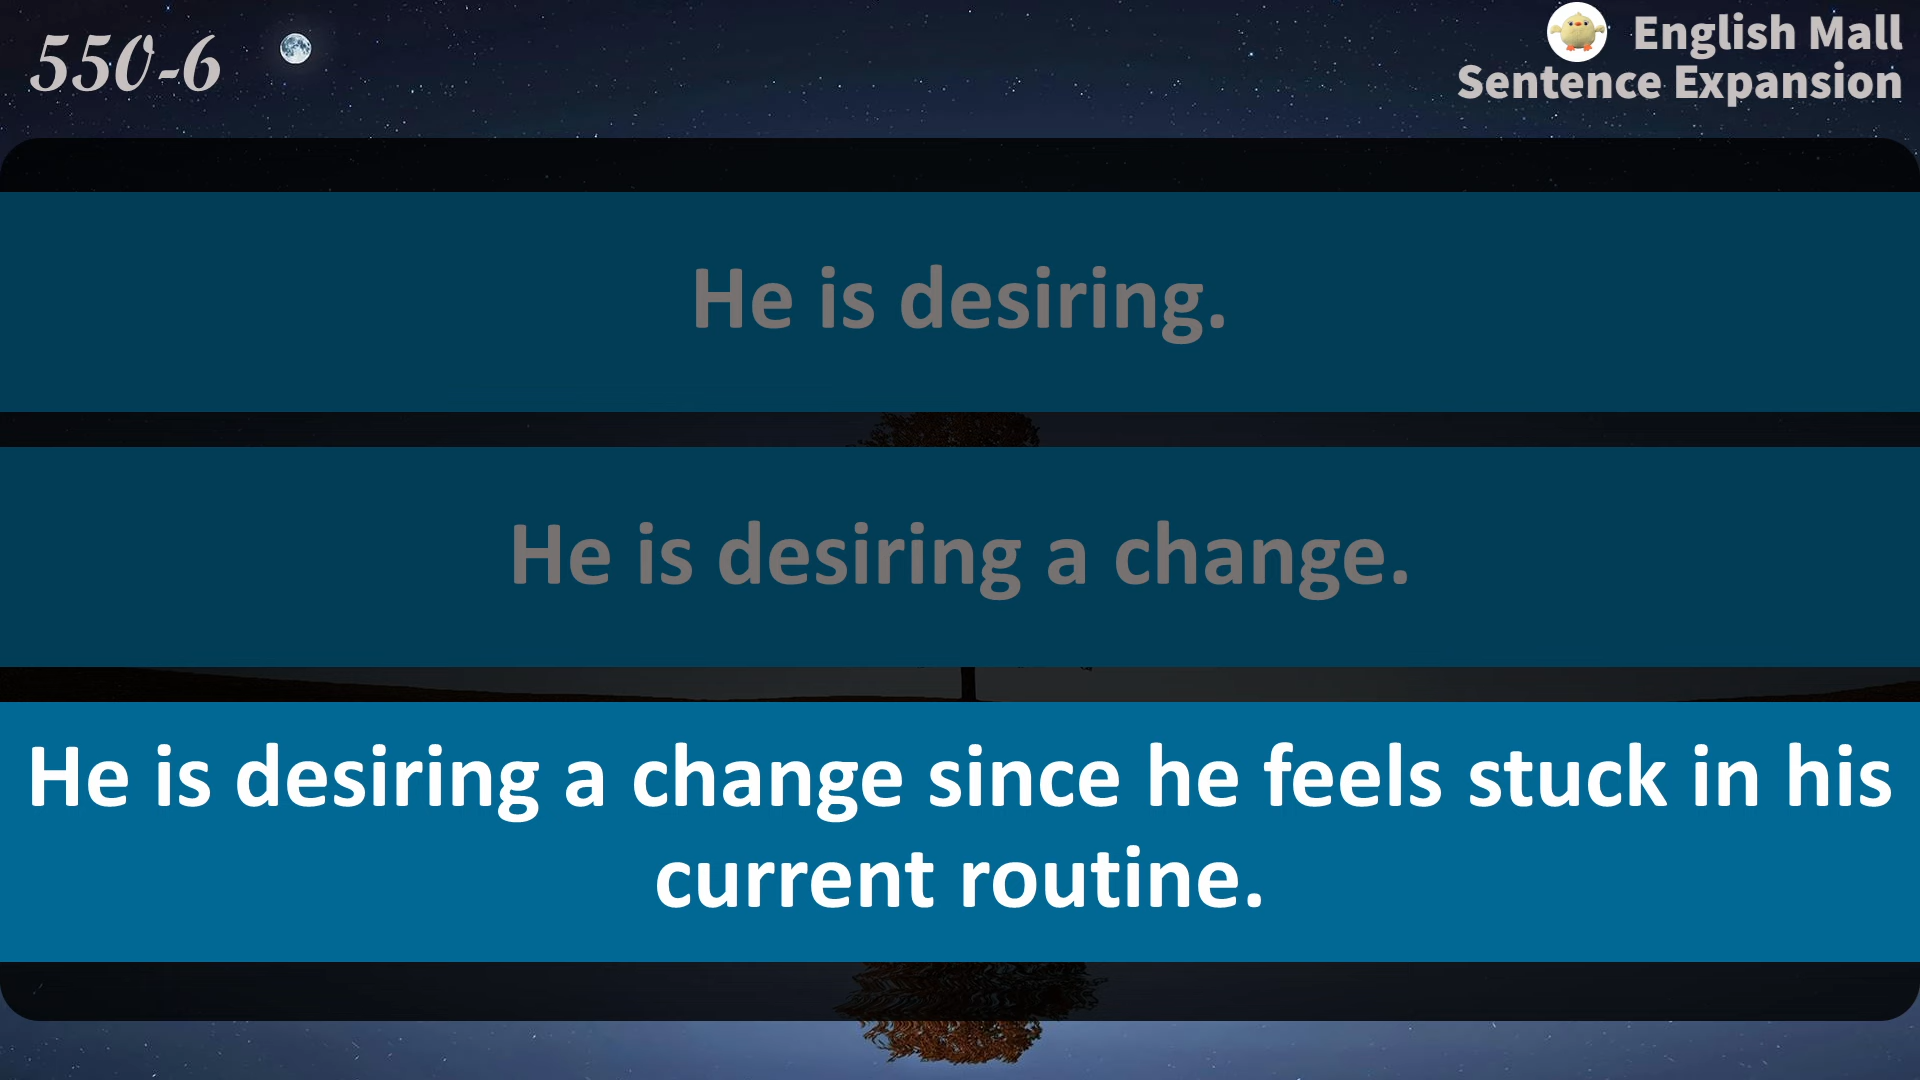 550-6
English Mall
Sentence Expansion
He is desiring.
He is desiring a change.
He is desiring a change since he feels stuck in his
current routine.